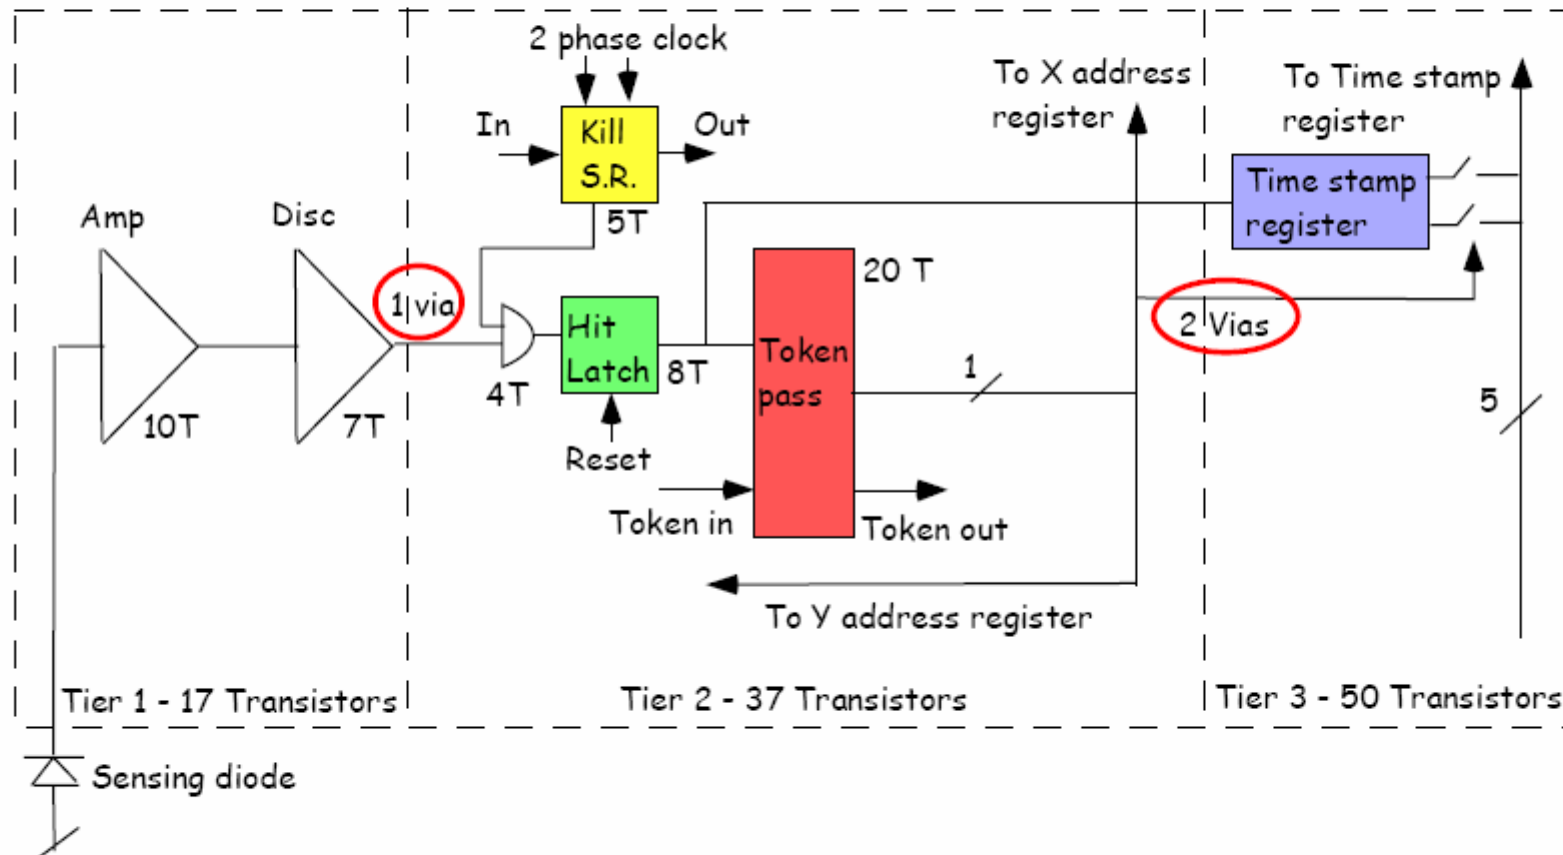 2 phase clock
In
Kill
S.R.
Out
5T
To X address
register
To Time stamp
register
Time stamp
register
Amp
Disc
10T
7T
1 via
4T
Hit
Latch
8T
Reset
20 T
Token
pass
1
Token in
Token out
To Y address register
2 Vias
5
Tier 1 - 17 Transistors
Tier 2 - 37 Transistors
Tier 3 - 50 Transistors
Sensing diode